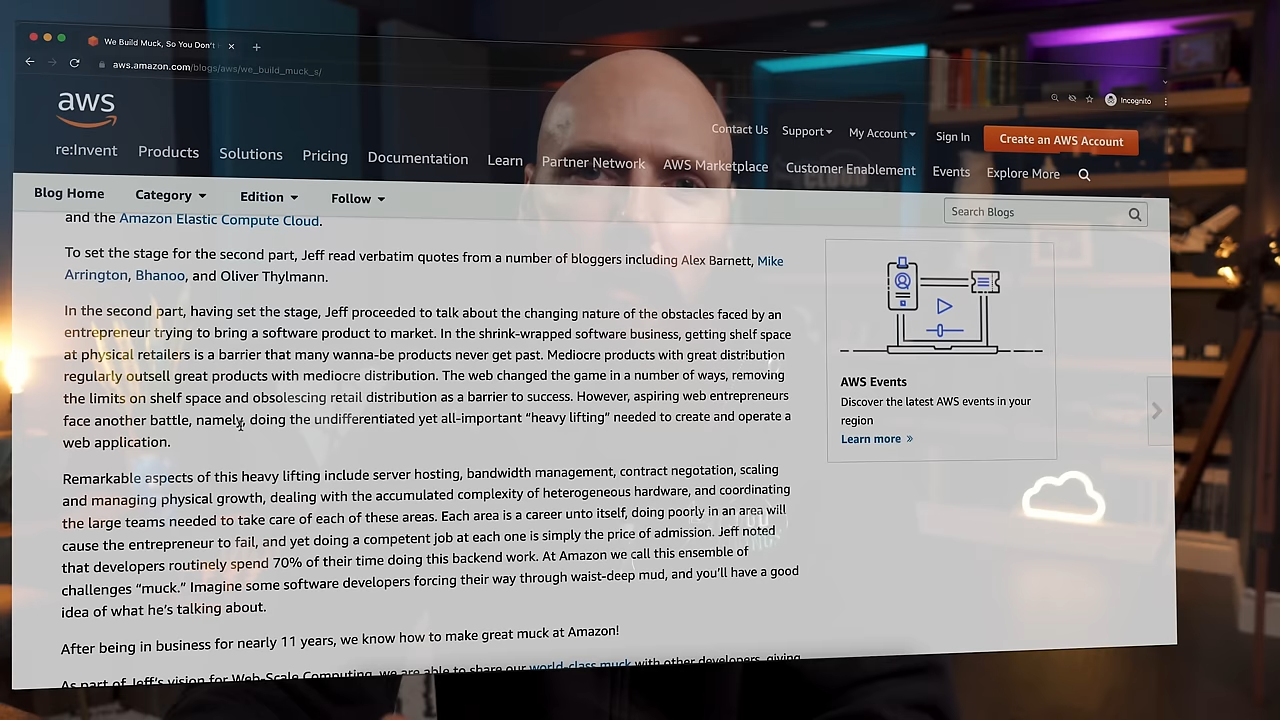 We Build Muck, So You Don't
aws.amazon.com/blogs/aws/we_build_muck_s/
Incognito
aws
Contact Us Support My Account Sign In Create an AWS Account
re:Invent Products Solutions Pricing Documentation Learn Partner Network AWS Marketplace Customer Enablement Events Explore More
Blog Home Category Edition Follow Search Blogs
and the Amazon Elastic Compute Cloud.
To set the stage for the second part, Jeff read verbatim quotes from a number of bloggers including Alex Barnett, Mike
Arrington, Bhanoo, and Oliver Thylmann.
In the second part, having set the stage, Jeff proceeded to talk about the changing nature of the obstacles faced by an
entrepreneur trying to bring a software product to market. In the shrink-wrapped software business, getting shelf space
at physical retailers is a barrier that many wanna-be products never get past. Mediocre products with great distribution
regularly outsell great products with mediocre distribution. The web changed the game in a number of ways, removing
the limits on shelf space and obsolescing retail distribution as a barrier to success. However, aspiring web entrepreneurs
face another battle, namely, doing the undifferentiated yet all-important "heavy lifting" needed to create and operate a
web application.
Remarkable aspects of this heavy lifting include server hosting, bandwidth management, contract negotation, scaling
and managing physical growth, dealing with the accumulated complexity of heterogeneous hardware, and coordinating
the large teams needed to take care of each of these areas. Each area is a career unto itself, doing poorly in an area will
cause the entrepreneur to fail, and yet doing a competent job at each one is simply the price of admission. Jeff noted
that developers routinely spend 70% of their time doing this backend work. At Amazon we call this ensemble of
challenges "muck." Imagine some software developers forcing their way through waist-deep mud, and you'll have a good
idea of what he's talking about.
After being in business for nearly 11 years, we know how to make great muck at Amazon!
As part of Jeff's vision for Web-Scale Computing, we are able to share our world-class muck with other developers, giving
AWS Events
Discover the latest AWS events in your
region
Learn more »